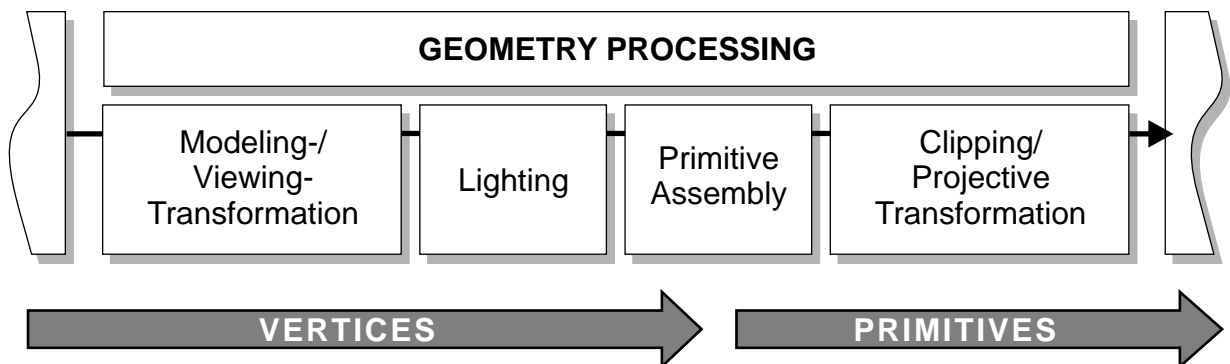 GEOMETRY PROCESSING
Modeling-/
Viewing-
Transformation
Lighting
Primitive
Assembly
Clipping/
Projective
Transformation
VERTICES
PRIMITIVES